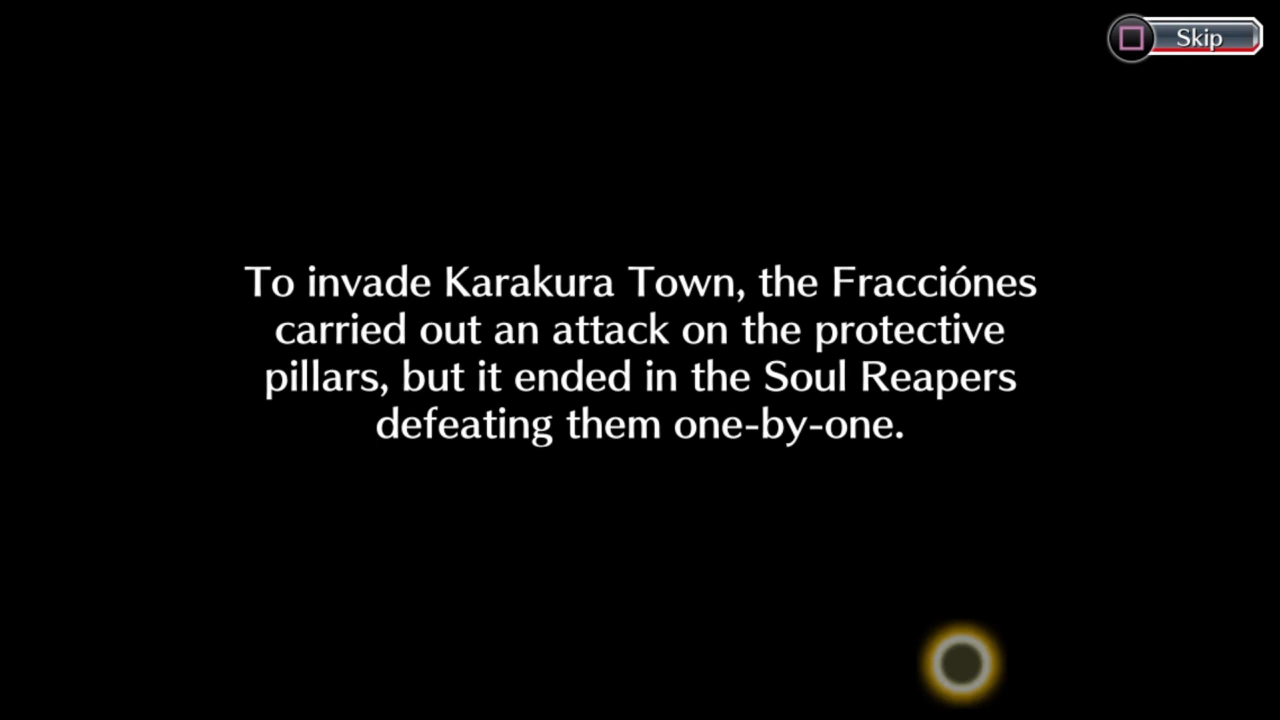 Skip
To invade Karakura Town, the Fracciónes
carried out an attack on the protective
pillars, but it ended in the Soul Reapers
defeating them one-by-one.